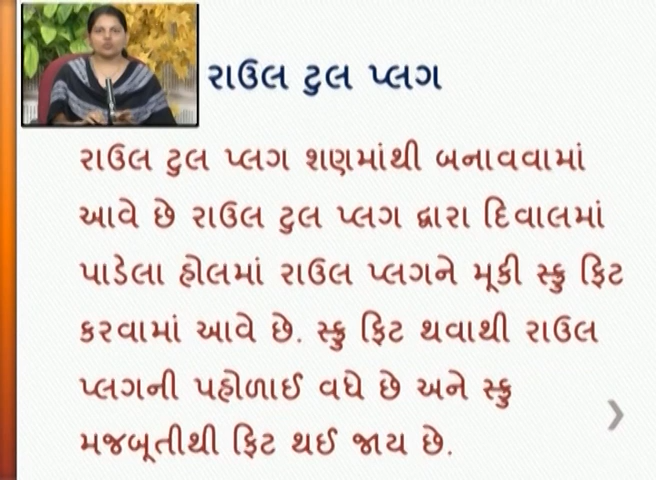 રાઉલ ટુલ પ્લગ
રાઉલ ટુલ પ્લગ શણમાંથી બનાવવામાં
આવે છે રાઉલ ટુલ પ્લગ દ્વારા દિવાલમાં
પાડેલા હોલમાં રાઉલ પ્લગને મૂકી સ્ક્રુ ફિટ
કરવામાં આવે છે. સ્ક્રુ ફિટ થવાથી રાઉલ
પ્લગની પહોળાઈ વધે છે અને સ્ક્રુ
મજબૂતીથી ફિટ થઈ જાય છે.